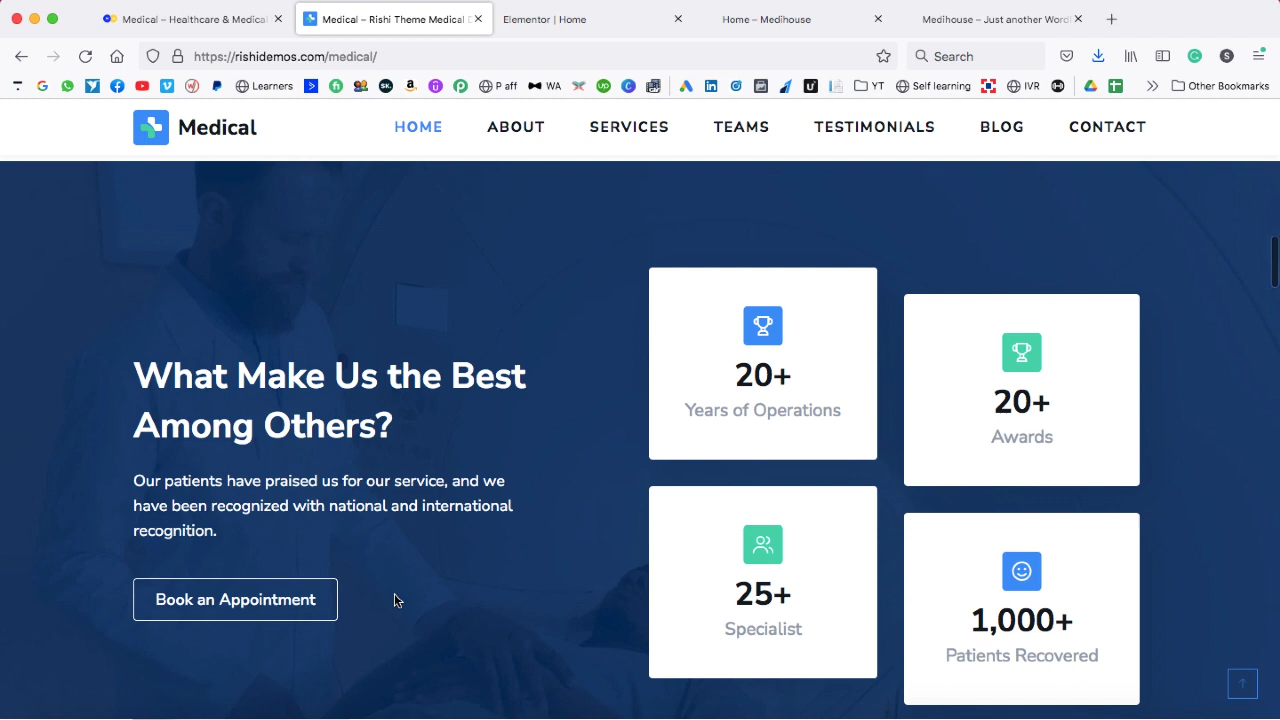 Medical – Healthcare & Medical
Medical – Rishi Theme Medical
Elementor | Home
Home – Medihouse
Medihouse – Just another Word
https://rishidemos.com/medical/
Search
Learners
P aff
WA
YT
Self learning
IVR
Other Bookmarks
Medical
HOME
ABOUT
SERVICES
TEAMS
TESTIMONIALS
BLOG
CONTACT
What Make Us the Best
Among Others?
Our patients have praised us for our service, and we
have been recognized with national and international
recognition.
Book an Appointment
20+
Years of Operations
20+
Awards
25+
Specialist
1,000+
Patients Recovered